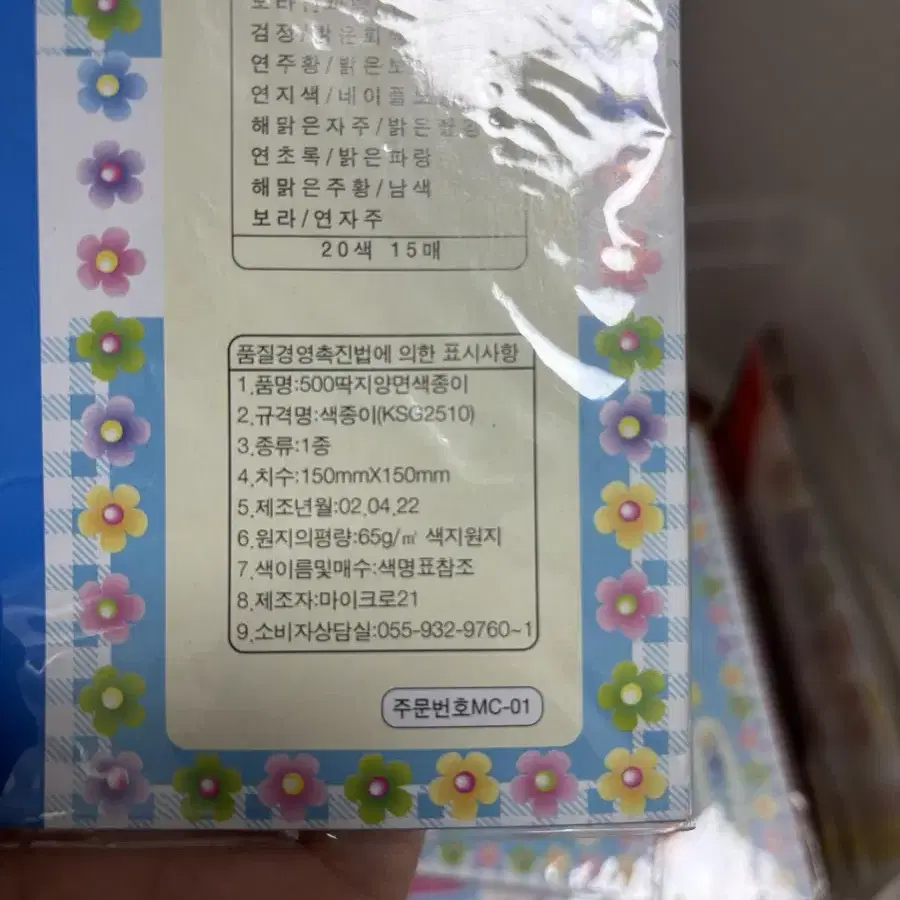 보라/
검정/밝은회색
연주황/밝은보
연지색/네이플
해맑은자주/밝은
연초록/밝은파랑
해맑은주황/남색
보라/연자주
20색 15매
품질경영촉진법에 의한 표시사항
1.품명:500딱지양면색종이
2.규격명:색종이(KSG2510)
3.종류:1종
4.치수:150mmX150mm
5.제조년월:02.04.22
6.원지의평량:65g/㎡ 색지원지
7.색이름및매수:색명표참조
8.제조자:마이크로21
9.소비자상담실:055-932-9760~1
주문번호MC-01